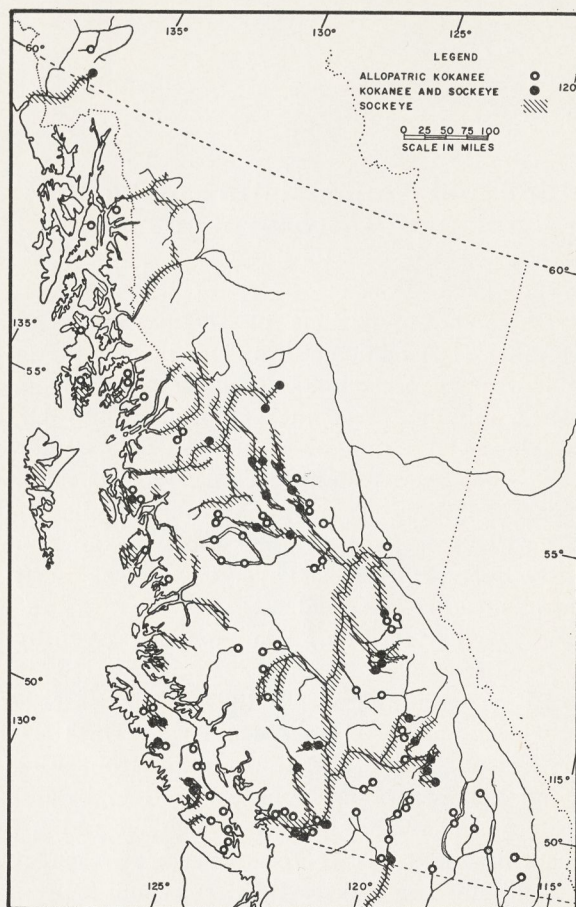 135°
130°
125°
60°
LEGEND
ALLOPATRIC KOKANEE
KOKANEE AND SOCKEYE
SOCKEYE
120
0 25 50 75 100
SCALE IN MILES
60°
135°
55°
55°
50°
130°
115°
50°
125°
120°
115°